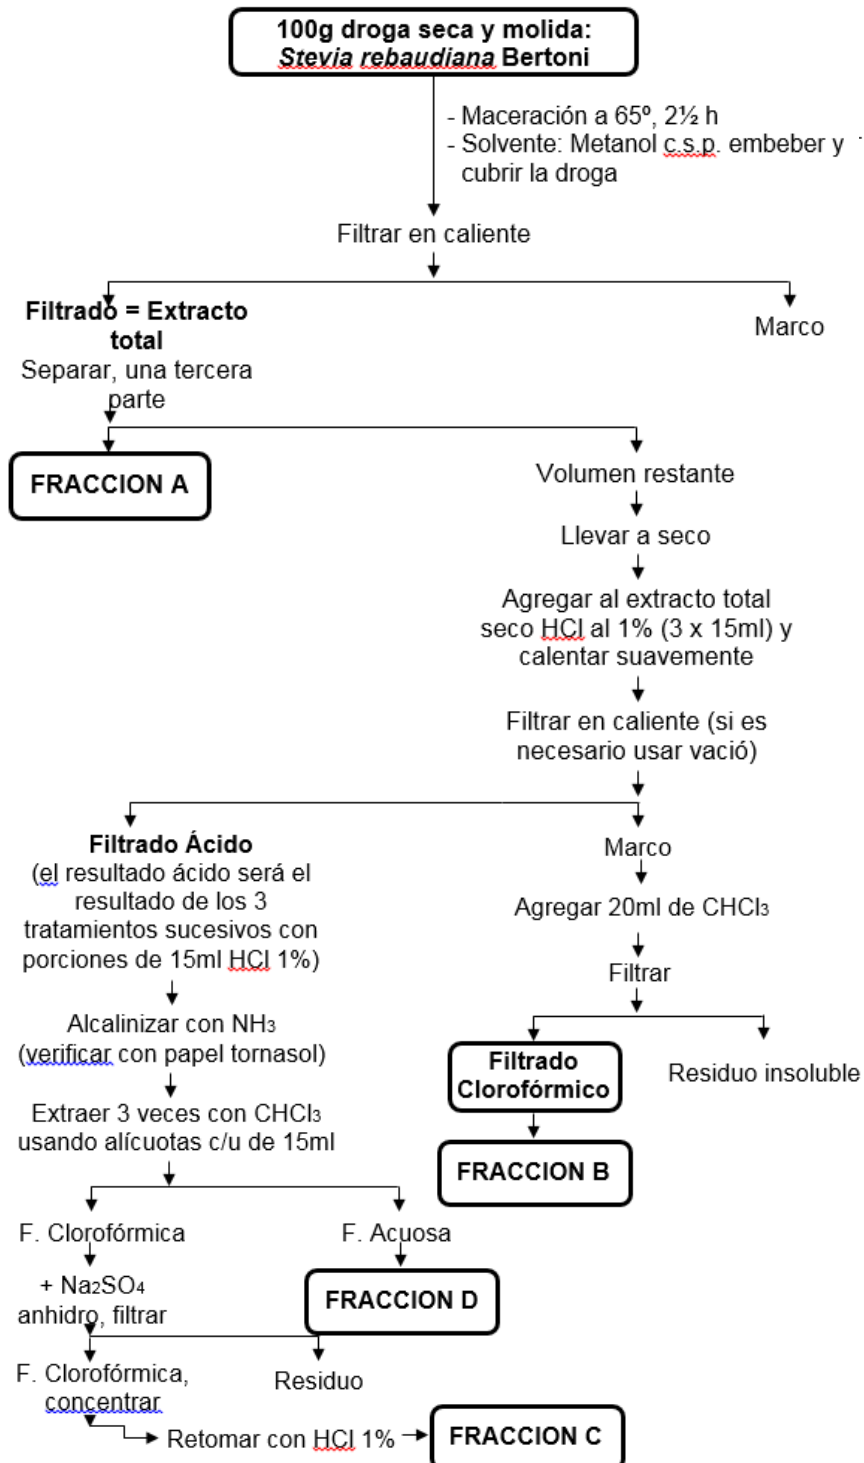 100g droga seca y molida:
Stevia rebaudiana Bertoni
- Maceración a 65º, 2½ h
- Solvente: Metanol c.s.p. embeber y
cubrir la droga
Filtrar en caliente
Filtrado = Extracto
total
Separar, una tercera
parte
Marco
FRACCION A
Volumen restante
Llevar a seco
Agregar al extracto total
seco HCl al 1% (3 x 15ml) y
calentar suavemente
Filtrar en caliente (si es
necesario usar vació)
Filtrado Ácido
(el resultado ácido será el
resultado de los 3
tratamientos sucesivos con
porciones de 15ml HCl 1%)
Alcalinizar con NH3
(verificar con papel tornasol)
Extraer 3 veces con CHCl3
usando alícuotas c/u de 15ml
Marco
Agregar 20ml de CHCl3
Filtrar
Filtrado
Clorofórmico
Residuo insoluble
FRACCION B
F. Clorofórmica
F. Acuosa
+ Na2SO4
anhidro, filtrar
FRACCION D
F. Clorofórmica,
concentrar
Residuo
Retomar con HCl 1%
FRACCION C